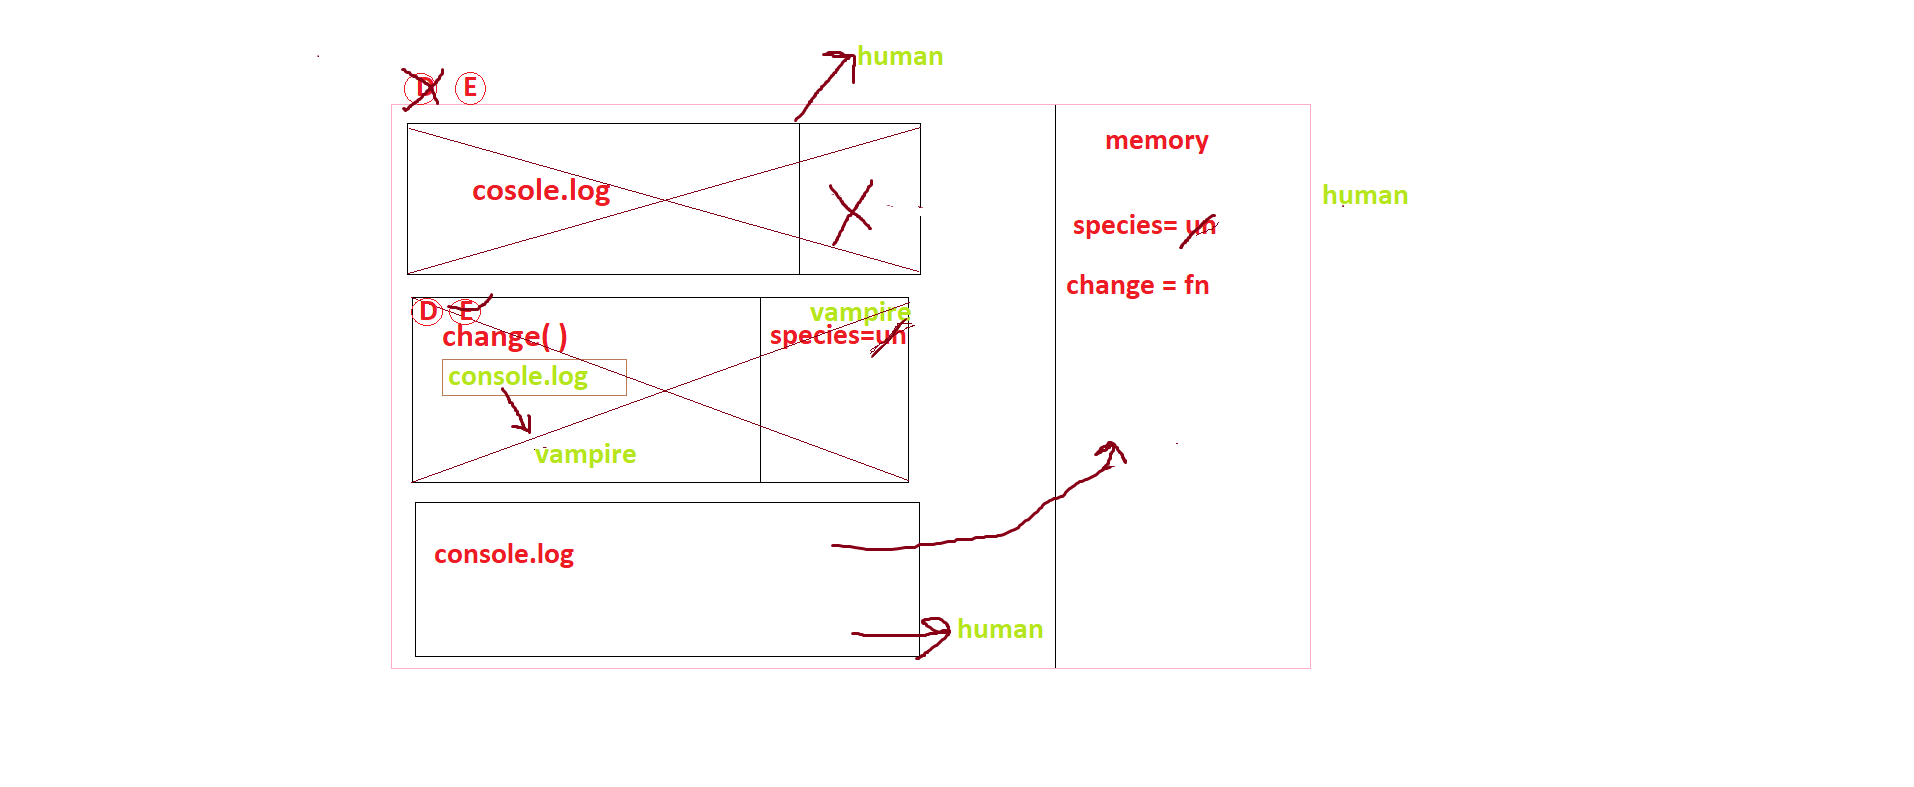 human
D E
memory
cosole.log
human
species= un
change = fn
D E
vampire
change( )
species=un
console.log
vampire
console.log
human